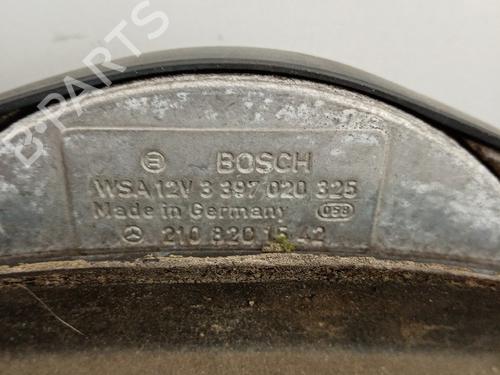 BOSCH
WSA 12V 3 397 020 325
Made in Germany 058
210 820 15 42
B-PARTS